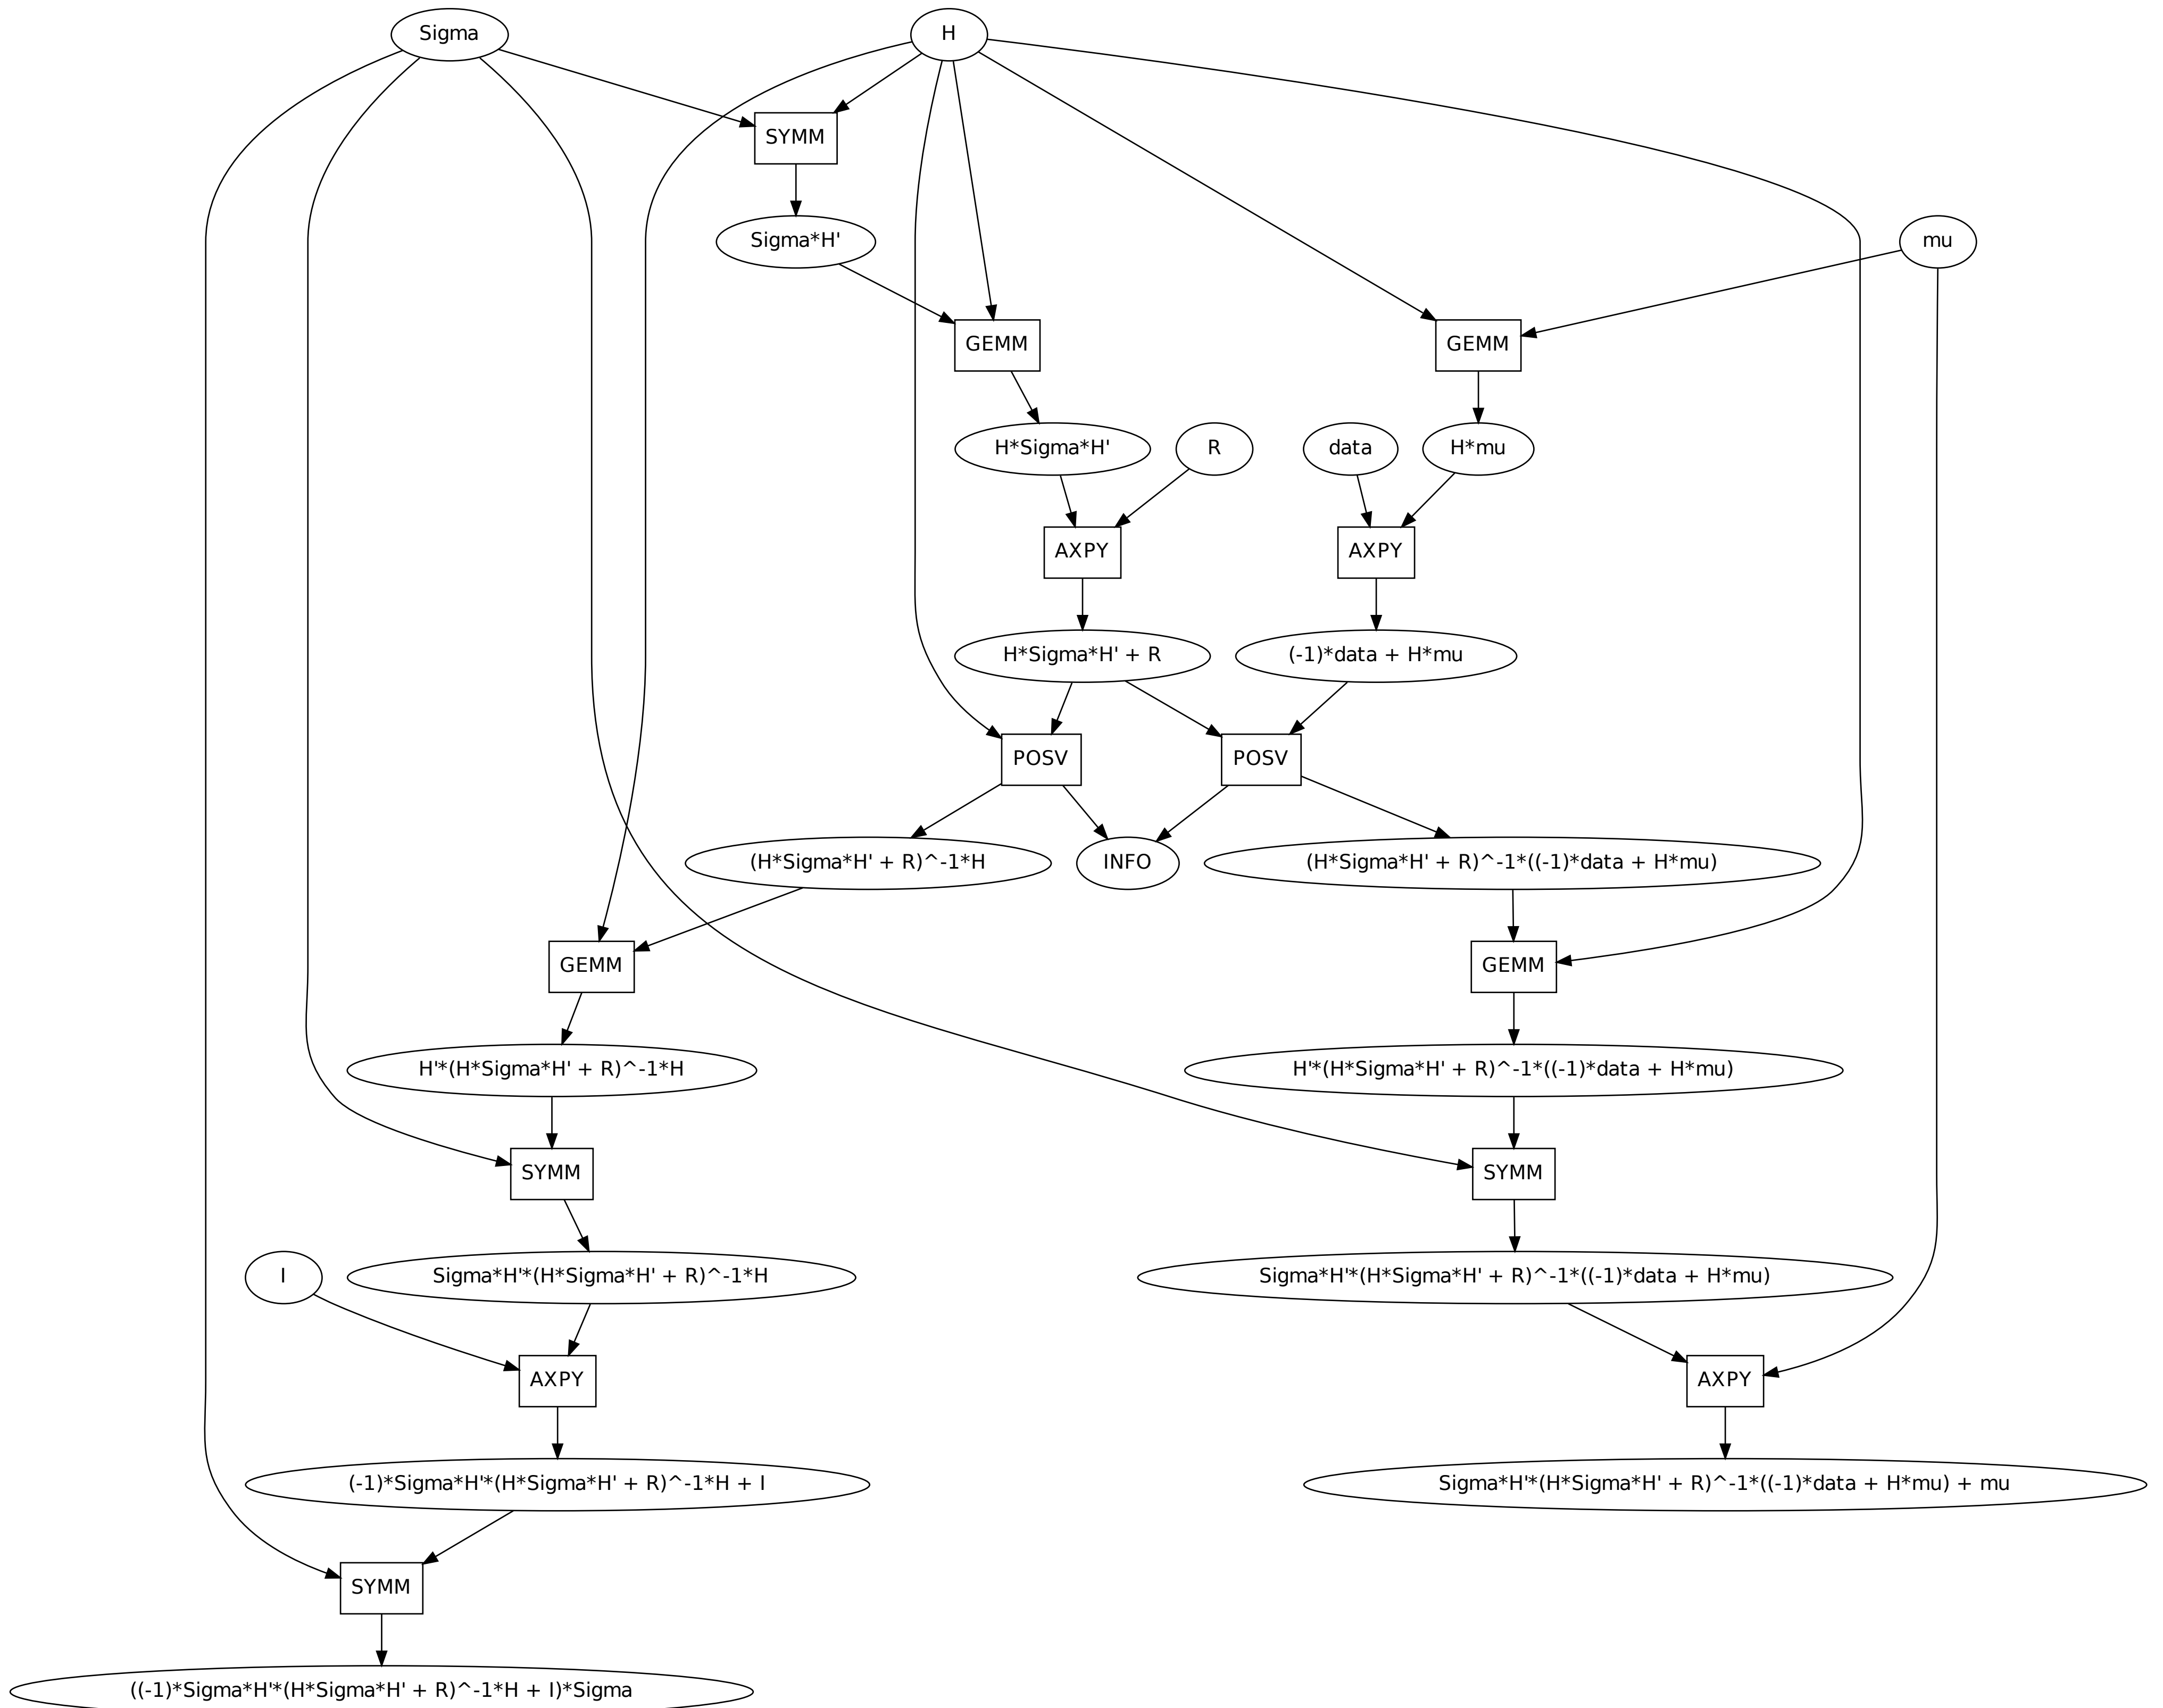 Sigma
H
SYMM
Sigma*H'
mu
GEMM
GEMM
H*Sigma*H'
R
data
H*mu
AXPY
AXPY
H*Sigma*H' + R
(-1)*data + H*mu
POSV
POSV
(H*Sigma*H' + R)^-1*H
INFO
(H*Sigma*H' + R)^-1*((-1)*data + H*mu)
GEMM
GEMM
H'*(H*Sigma*H' + R)^-1*H
H'*(H*Sigma*H' + R)^-1*((-1)*data + H*mu)
SYMM
SYMM
I
Sigma*H'*(H*Sigma*H' + R)^-1*H
Sigma*H'*(H*Sigma*H' + R)^-1*((-1)*data + H*mu)
AXPY
AXPY
(-1)*Sigma*H'*(H*Sigma*H' + R)^-1*H + I
Sigma*H'*(H*Sigma*H' + R)^-1*((-1)*data + H*mu) + mu
SYMM
((-1)*Sigma*H'*(H*Sigma*H' + R)^-1*H + I)*Sigma